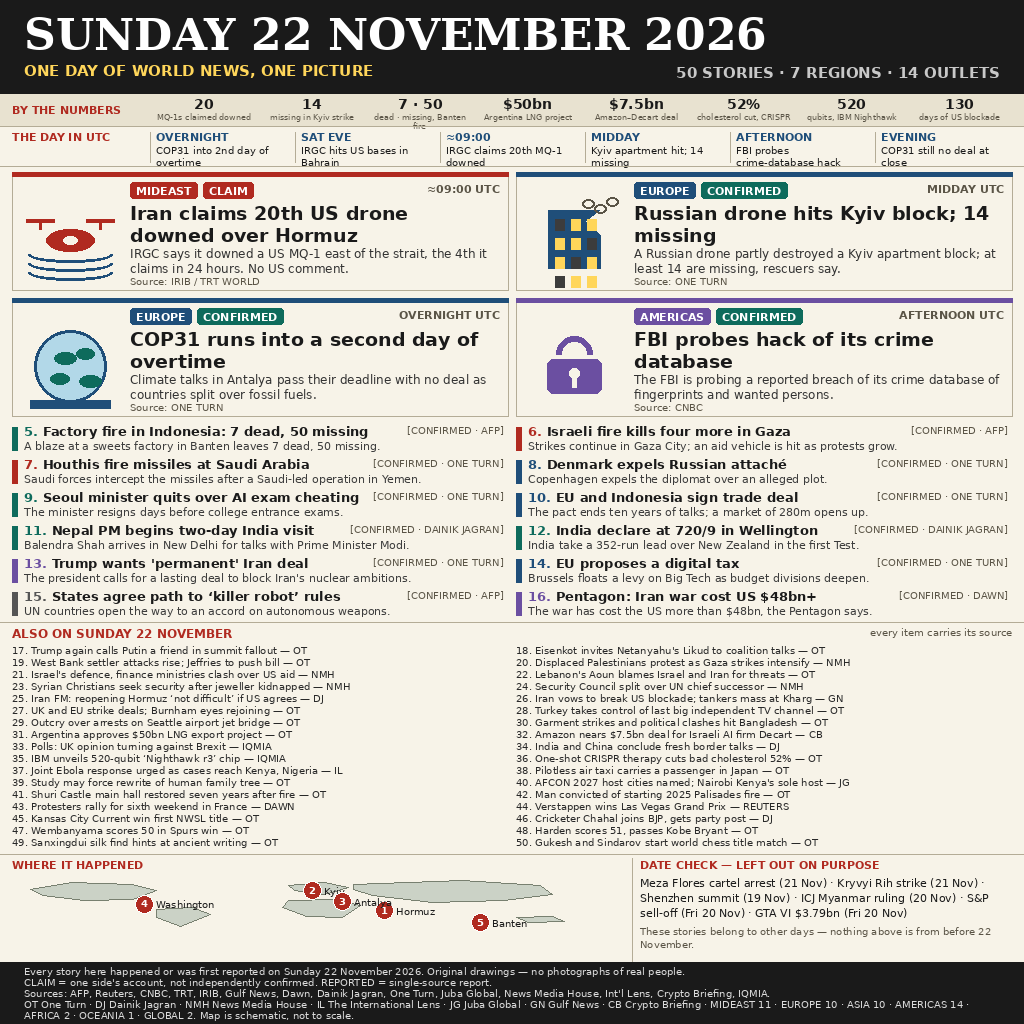 SUNDAY 22 NOVEMBER 2026
ONE DAY OF WORLD NEWS, ONE PICTURE
50 STORIES · 7 REGIONS · 14 OUTLETS
BY THE NUMBERS
20
MQ-1s claimed downed
14
missing in Kyiv strike
7 · 50
dead · missing, Banten
fire
$50bn
Argentina LNG project
$7.5bn
Amazon–Decart deal
52%
cholesterol cut, CRISPR
520
qubits, IBM Nighthawk
130
days of US blockade
THE DAY IN UTC
OVERNIGHT
COP31 into 2nd day of
overtime
SAT EVE
IRGC hits US bases in
Bahrain
≈09:00
IRGC claims 20th MQ-1
downed
MIDDAY
Kyiv apartment hit; 14
missing
AFTERNOON
FBI probes
crime-database hack
EVENING
COP31 still no deal at
close
MIDEAST CLAIM ≈09:00 UTC
Iran claims 20th US drone
downed over Hormuz
IRGC says it downed a US MQ-1 east of the strait, the 4th it
claims in 24 hours. No US comment.
Source: IRIB / TRT WORLD
EUROPE CONFIRMED MIDDAY UTC
Russian drone hits Kyiv block; 14
missing
A Russian drone partly destroyed a Kyiv apartment block; at
least 14 are missing, rescuers say.
Source: ONE TURN
EUROPE CONFIRMED OVERNIGHT UTC
COP31 runs into a second day of
overtime
Climate talks in Antalya pass their deadline with no deal as
countries split over fossil fuels.
Source: ONE TURN
AMERICAS CONFIRMED AFTERNOON UTC
FBI probes hack of its crime
database
The FBI is probing a reported breach of its crime database of
fingerprints and wanted persons.
Source: CNBC
5. Factory fire in Indonesia: 7 dead, 50 missing [CONFIRMED · AFP]
A blaze at a sweets factory in Banten leaves 7 dead, 50 missing.
6. Israeli fire kills four more in Gaza [CONFIRMED · AFP]
Strikes continue in Gaza City; an aid vehicle is hit as protests grow.
7. Houthis fire missiles at Saudi Arabia [CONFIRMED · ONE TURN]
Saudi forces intercept the missiles after a Saudi-led operation in Yemen.
8. Denmark expels Russian attaché [CONFIRMED · ONE TURN]
Copenhagen expels the diplomat over an alleged plot.
9. Seoul minister quits over AI exam cheating [CONFIRMED · ONE TURN]
The minister resigns days before college entrance exams.
10. EU and Indonesia sign trade deal [CONFIRMED · ONE TURN]
The pact ends ten years of talks; a market of 280m opens up.
11. Nepal PM begins two-day India visit [CONFIRMED · DAINIK JAGRAN]
Balendra Shah arrives in New Delhi for talks with Prime Minister Modi.
12. India declare at 720/9 in Wellington [CONFIRMED · DAINIK JAGRAN]
India take a 352-run lead over New Zealand in the first Test.
13. Trump wants 'permanent' Iran deal [CONFIRMED · ONE TURN]
The president calls for a lasting deal to block Iran's nuclear ambitions.
14. EU proposes a digital tax [CONFIRMED · ONE TURN]
Brussels floats a levy on Big Tech as budget divisions deepen.
15. States agree path to ‘killer robot’ rules [CONFIRMED · AFP]
UN countries open the way to an accord on autonomous weapons.
16. Pentagon: Iran war cost US $48bn+ [CONFIRMED · DAWN]
The war has cost the US more than $48bn, the Pentagon says.
ALSO ON SUNDAY 22 NOVEMBER
every item carries its source
17. Trump again calls Putin a friend in summit fallout — OT
18. Eisenkot invites Netanyahu's Likud to coalition talks — OT
19. West Bank settler attacks rise; Jeffries to push bill — OT
20. Displaced Palestinians protest as Gaza strikes intensify — NMH
21. Israel's defence, finance ministries clash over US aid — NMH
22. Lebanon's Aoun blames Israel and Iran for threats — OT
23. Syrian Christians seek security after jeweller kidnapped — NMH
24. Security Council split over UN chief successor — NMH
25. Iran FM: reopening Hormuz ‘not difficult’ if US agrees — DJ
26. Iran vows to break US blockade; tankers mass at Kharg — GN
27. UK and EU strike deals; Burnham eyes rejoining — OT
28. Turkey takes control of last big independent TV channel — OT
29. Outcry over arrests on Seattle airport jet bridge — OT
30. Garment strikes and political clashes hit Bangladesh — OT
31. Argentina approves $50bn LNG export project — OT
32. Amazon nears $7.5bn deal for Israeli AI firm Decart — CB
33. Polls: UK opinion turning against Brexit — IQMIA
34. India and China conclude fresh border talks — DJ
35. IBM unveils 520-qubit ‘Nighthawk r3’ chip — IQMIA
36. One-shot CRISPR therapy cuts bad cholesterol 52% — OT
37. Joint Ebola response urged as cases reach Kenya, Nigeria — IL
38. Pilotless air taxi carries a passenger in Japan — OT
39. Study may force rewrite of human family tree — OT
40. AFCON 2027 host cities named; Nairobi Kenya's sole host — JG
41. Shuri Castle main hall restored seven years after fire — OT
42. Man convicted of starting 2025 Palisades fire — OT
43. Protesters rally for sixth weekend in France — DAWN
44. Verstappen wins Las Vegas Grand Prix — REUTERS
45. Kansas City Current win first NWSL title — OT
46. Cricketer Chahal joins BJP, gets party post — DJ
47. Wembanyama scores 50 in Spurs win — OT
48. Harden scores 51, passes Kobe Bryant — OT
49. Sanxingdui silk find hints at ancient writing — OT
50. Gukesh and Sindarov start world chess title match — OT
WHERE IT HAPPENED
4 Washington
2 Kyiv
3 Antalya
1 Hormuz
5 Banten
DATE CHECK — LEFT OUT ON PURPOSE
Meza Flores cartel arrest (21 Nov) · Kryvyi Rih strike (21 Nov) ·
Shenzhen summit (19 Nov) · ICJ Myanmar ruling (20 Nov) · S&P
sell-off (Fri 20 Nov) · GTA VI $3.79bn (Fri 20 Nov)
These stories belong to other days — nothing above is from before 22
November.
Every story here happened or was first reported on Sunday 22 November 2026. Original drawings — no photographs of real people.
CLAIM = one side's account, not independently confirmed. REPORTED = single-source report.
Sources: AFP, Reuters, CNBC, TRT, IRIB, Gulf News, Dawn, Dainik Jagran, One Turn, Juba Global, News Media House, Int'l Lens, Crypto Briefing, IQMIA.
OT One Turn · DJ Dainik Jagran · NMH News Media House · IL The International Lens · JG Juba Global · GN Gulf News · CB Crypto Briefing · MIDEAST 11 · EUROPE 10 · ASIA 10 · AMERICAS 14 ·
AFRICA 2 · OCEANIA 1 · GLOBAL 2. Map is schematic, not to scale.